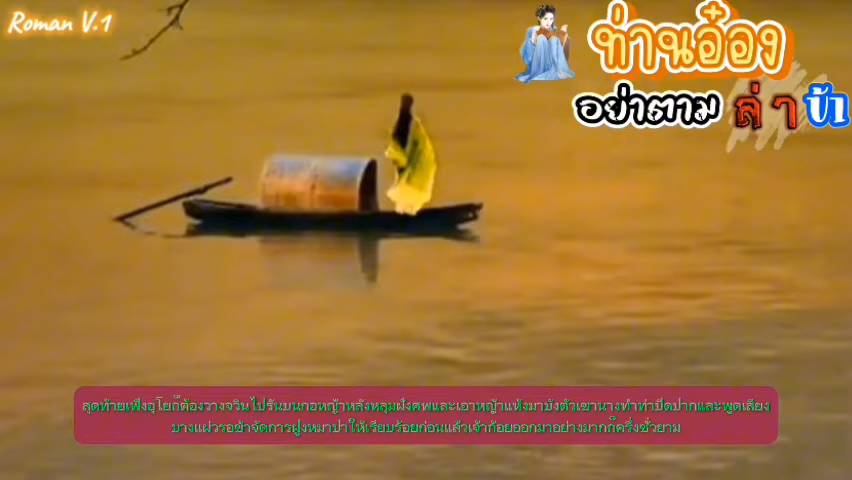 Roman V.1
ท่านอ๋อง
อย่าตาม ล่า ข้า
สุดท้ายเฟิงอูโยก็ต้องวางจวินไปรันบนกอหญ้าหลังหลุมฝังศพและเอาหญ้าแห้งมาบังตัวเขานางทำท่าปิดปากและพูดเสียง
บางแผ่วรอข้าจัดการฝูงหมาป่าให้เรียบร้อยก่อนแล้วเจ้าก้อยออกมาอย่างมากก็ครึ่งชั่วยาม